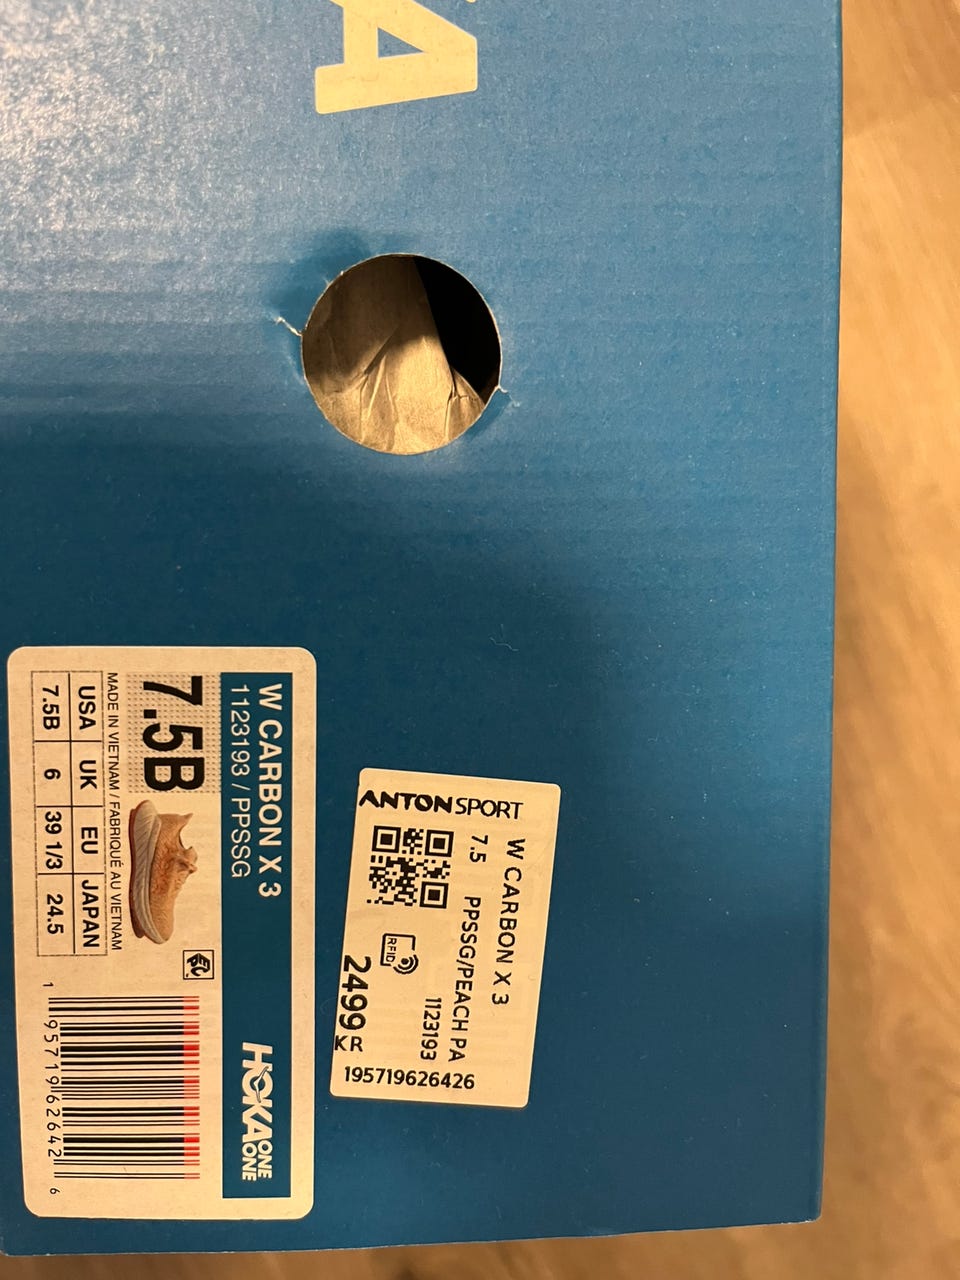 A
W CARBON X 3
1123193 / PPSSG
HOKA ONE ONE
7.5B
MADE IN VIETNAM / FABRIQUÉ AU VIETNAM
USA UK EU JAPAN
7.5B 6 39 1/3 24.5
1 95719 62642 6
ANTON SPORT
W CARBON X 3
7.5 PPSSG/PEACH PA
1123193
RFID
2499 KR
195719626426